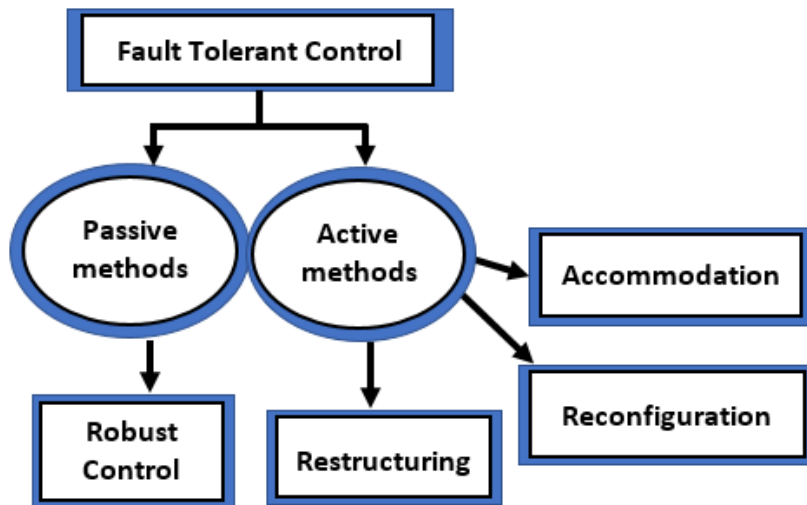 Fault Tolerant Control
Passive
methods
Active
methods
Accommodation
Reconfiguration
Robust
Control
Restructuring